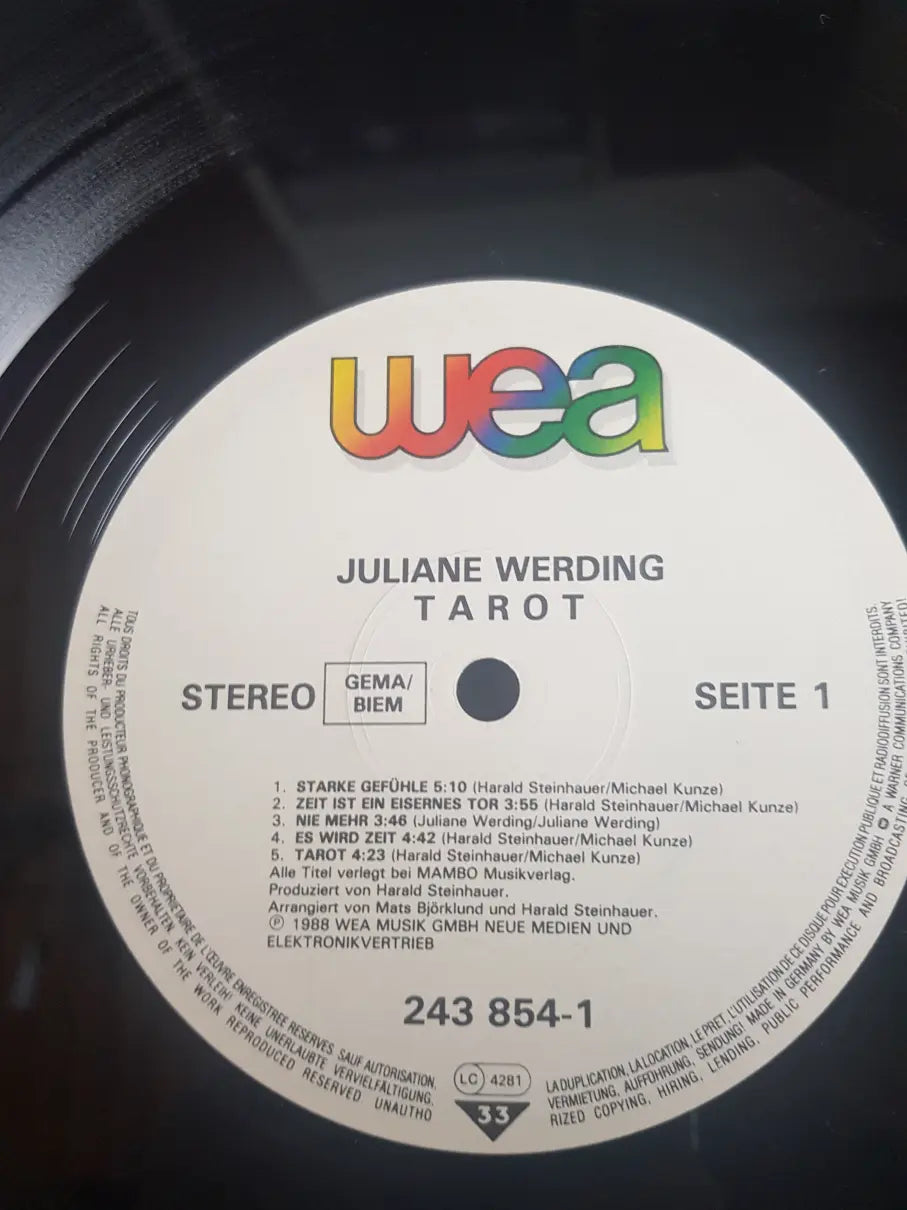 wea
JULIANE WERDING
TAROT
STEREO
GEMA/
BIEM
SEITE 1
1. STARKE GEFÜHLE 5:10 (Harald Steinhauer/Michael Kunze)
2. ZEIT IST EIN EISERNES TOR 3:55 (Harald Steinhauer/Michael Kunze)
3. NIE MEHR 3:46 (Juliane Werding/Juliane Werding)
4. ES WIRD ZEIT 4:42 (Harald Steinhauer/Michael Kunze)
5. TAROT 4:23 (Harald Steinhauer/Michael Kunze)
Alle Titel verlegt bei MAMBO Musikverlag.
Produziert von Harald Steinhauer.
Arrangiert von Mats Björklund und Harald Steinhauer.
Ⓟ 1988 WEA MUSIK GMBH NEUE MEDIEN UND
ELEKTRONIKVERTRIEB
243 854-1
LC 4281
33
TOUS DROITS DU PRODUCTEUR PHONOGRAPHIQUE ET DU PROPRIETAIRE DE L'ŒUVRE ENREGISTREE RESERVES. SAUF AUTORISATION,
LA DUPLICATION, LA LOCATION, LE PRET, L'UTILISATION DE CE DISQUE POUR EXECUTION PUBLIQUE ET RADIODIFFUSION SONT INTERDITS.
ALLE URHEBER- UND LEISTUNGSSCHUTZRECHTE VORBEHALTEN. KEIN VERLEIH! KEINE UNERLAUBTE VERVIELFÄLTIGUNG,
VERMIETUNG, AUFFÜHRUNG, SENDUNG! MADE IN GERMANY BY WEA MUSIK GMBH A WARNER COMMUNICATIONS COMPANY
ALL RIGHTS OF THE PRODUCER AND OF THE OWNER OF THE WORK REPRODUCED RESERVED UNAUTHO
RIZED COPYING, HIRING, LENDING, PUBLIC PERFORMANCE AND BROADCASTING